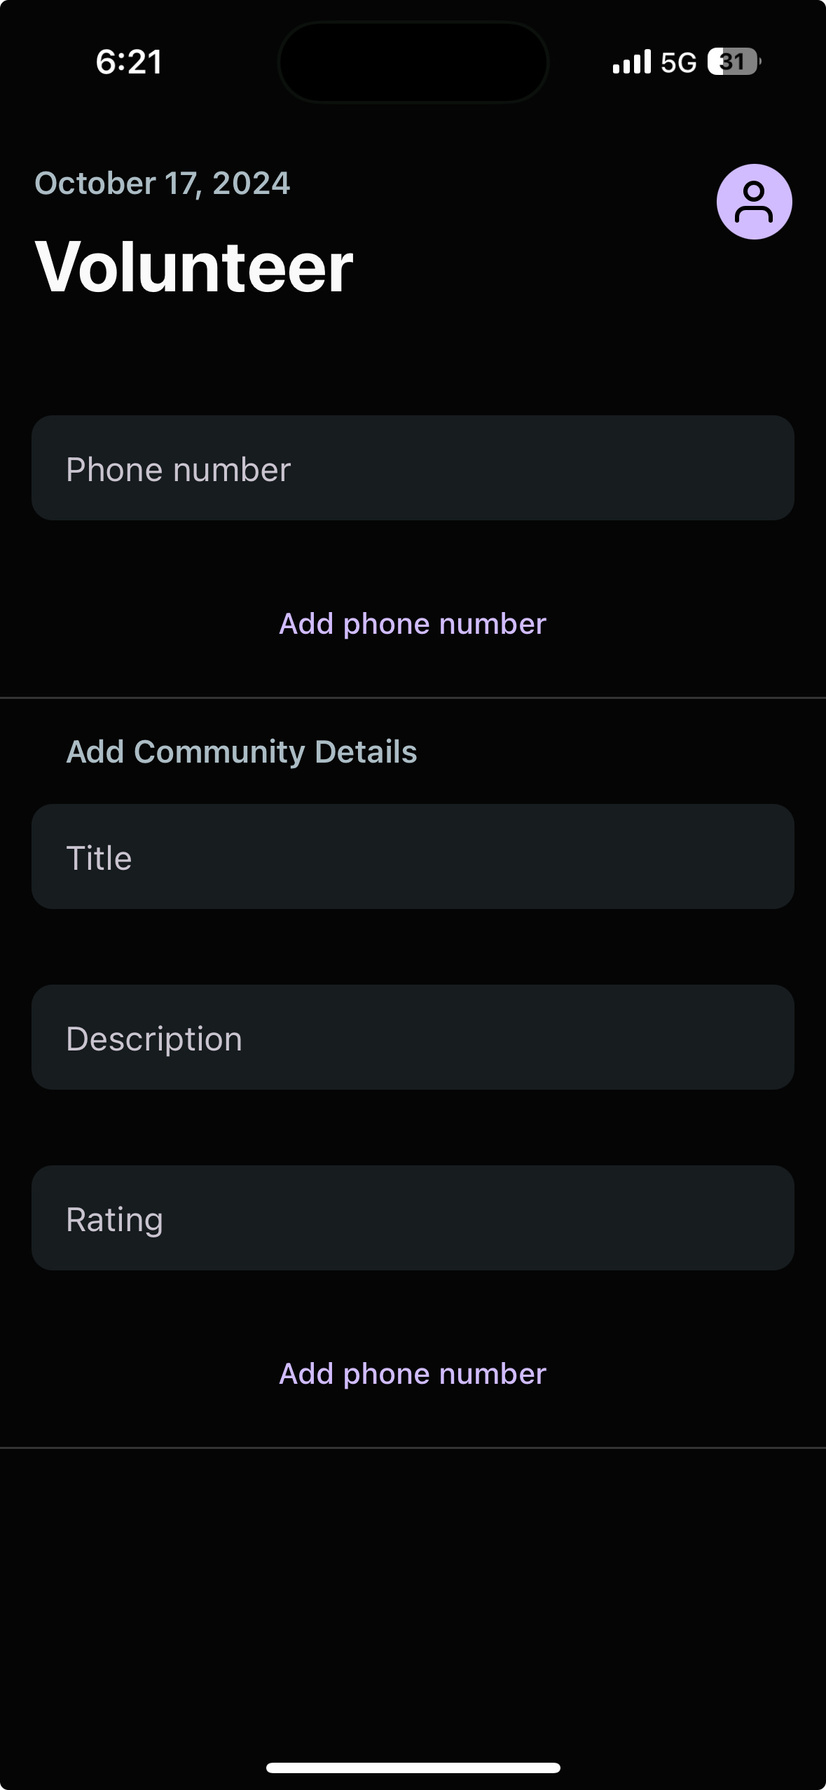 6:21 5G 31
October 17, 2024
Volunteer
Phone number
Add phone number
Add Community Details
Title
Description
Rating
Add phone number